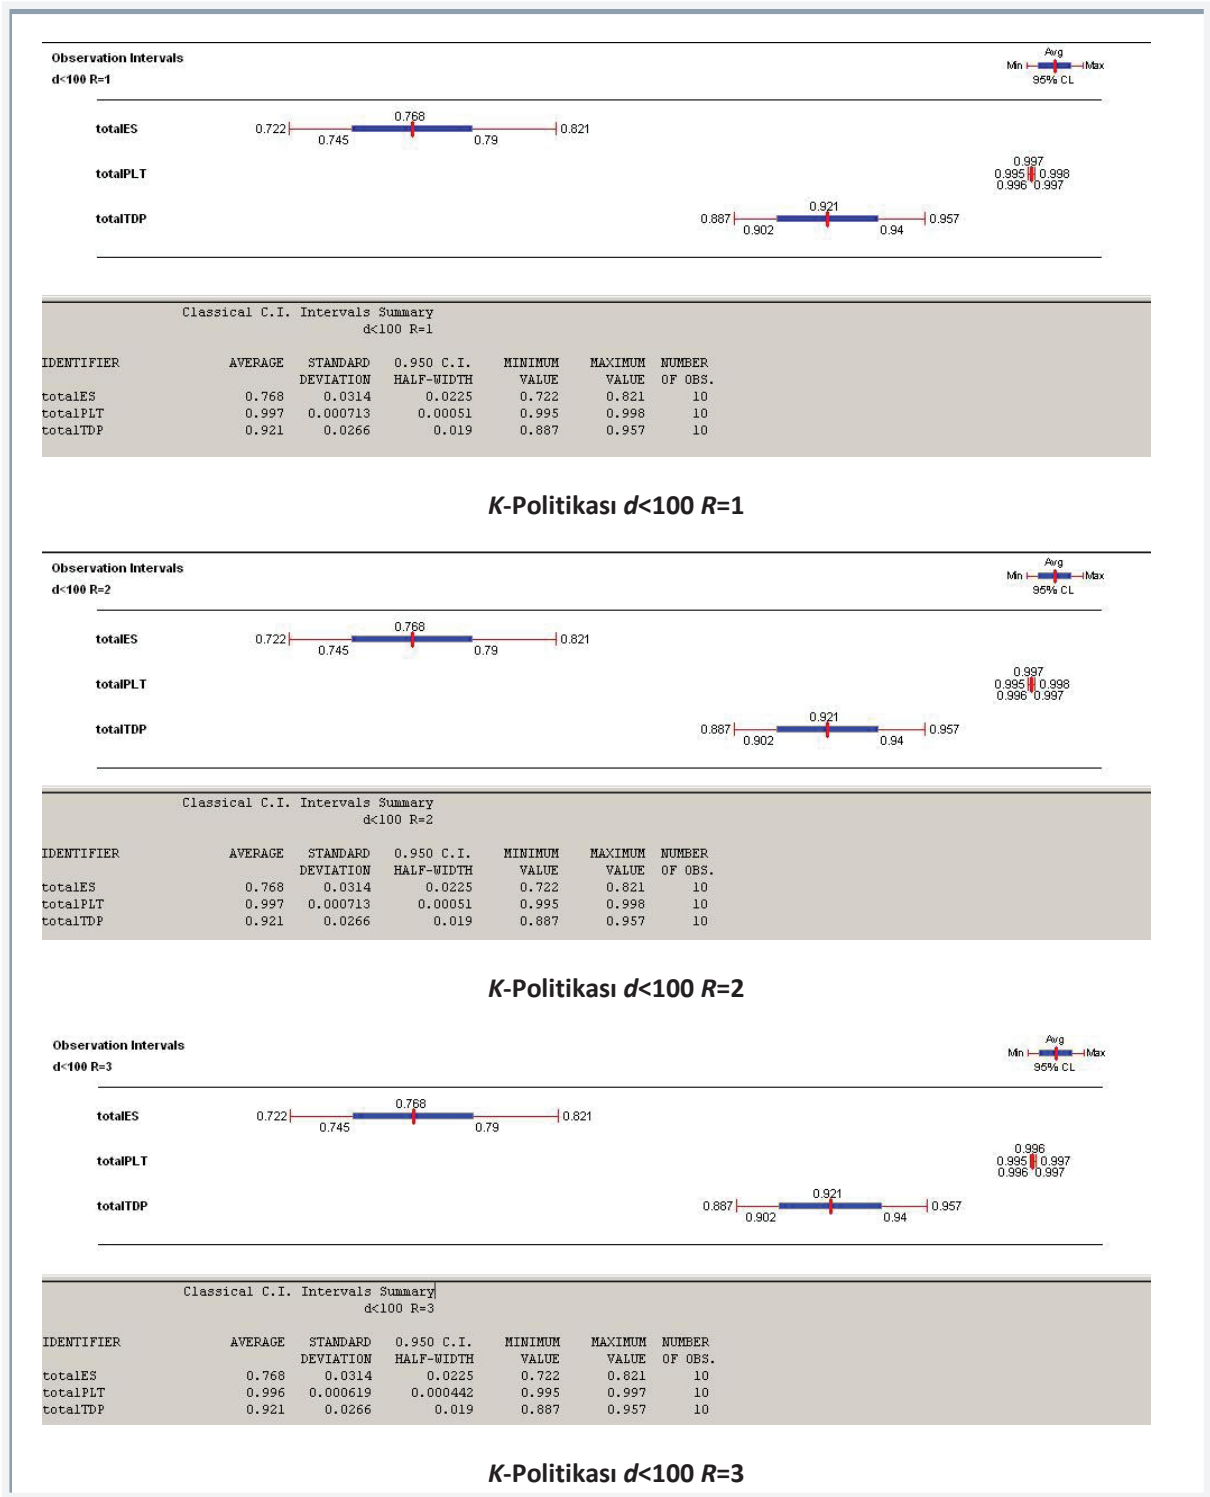 Observation Intervals
d<100 R=1
Avg
Min Max
95% CL
totalES 0.722 0.745 0.768 0.79 0.821
totalPLT 0.997
0.995 0.998
0.996 0.997
totalTDP 0.887 0.902 0.921 0.94 0.957
Classical C.I. Intervals Summary
d<100 R=1
IDENTIFIER AVERAGE STANDARD 0.950 C.I. MINIMUM MAXIMUM NUMBER
DEVIATION HALF-WIDTH VALUE VALUE OF OBS.
totalES 0.768 0.0314 0.0225 0.722 0.821 10
totalPLT 0.997 0.000713 0.00051 0.995 0.998 10
totalTDP 0.921 0.0266 0.019 0.887 0.957 10
K-Politikası d<100 R=1
Observation Intervals
d<100 R=2
Avg
Min Max
95% CL
totalES 0.722 0.745 0.768 0.79 0.821
totalPLT 0.997
0.995 0.998
0.996 0.997
totalTDP 0.887 0.902 0.921 0.94 0.957
Classical C.I. Intervals Summary
d<100 R=2
IDENTIFIER AVERAGE STANDARD 0.950 C.I. MINIMUM MAXIMUM NUMBER
DEVIATION HALF-WIDTH VALUE VALUE OF OBS.
totalES 0.768 0.0314 0.0225 0.722 0.821 10
totalPLT 0.997 0.000713 0.00051 0.995 0.998 10
totalTDP 0.921 0.0266 0.019 0.887 0.957 10
K-Politikası d<100 R=2
Observation Intervals
d<100 R=3
Avg
Min Max
95% CL
totalES 0.722 0.745 0.768 0.79 0.821
totalPLT 0.996
0.995 0.997
0.996 0.997
totalTDP 0.887 0.902 0.921 0.94 0.957
Classical C.I. Intervals Summary
d<100 R=3
IDENTIFIER AVERAGE STANDARD 0.950 C.I. MINIMUM MAXIMUM NUMBER
DEVIATION HALF-WIDTH VALUE VALUE OF OBS.
totalES 0.768 0.0314 0.0225 0.722 0.821 10
totalPLT 0.996 0.000619 0.000442 0.995 0.997 10
totalTDP 0.921 0.0266 0.019 0.887 0.957 10
K-Politikası d<100 R=3